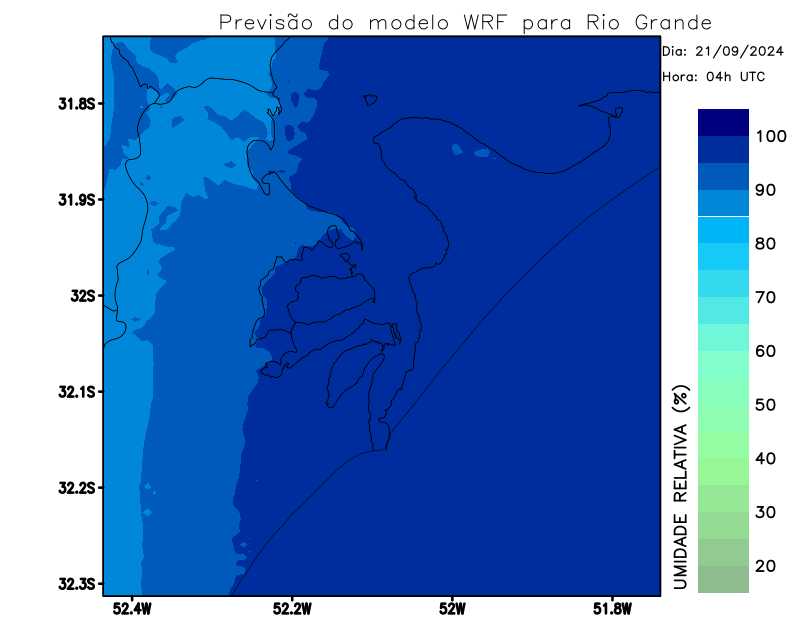 Previsão do modelo WRF para Rio Grande
Dia: 21/09/2024
Hora: 04h UTC
31.8S
31.9S
32S
32.1S
32.2S
32.3S
52.4W
52.2W
52W
51.8W
UMIDADE RELATIVA (%)
100
90
80
70
60
50
40
30
20